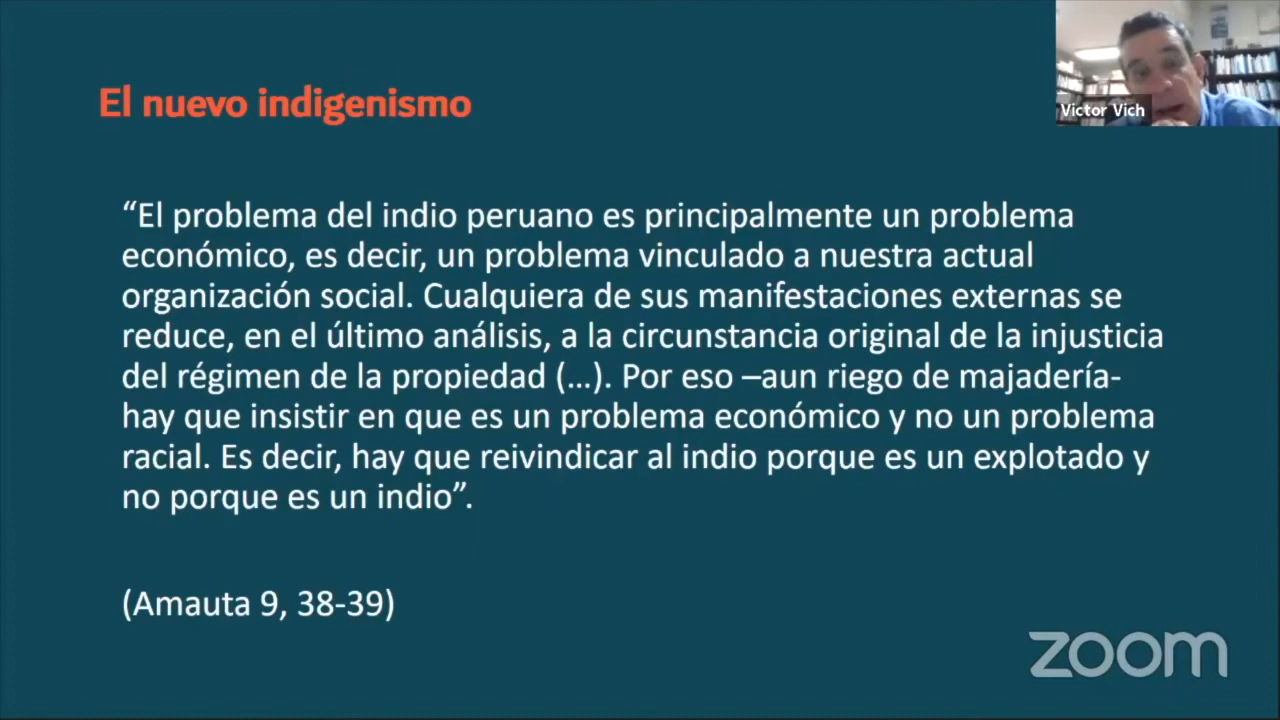 El nuevo indigenismo
Victor Vich
“El problema del indio peruano es principalmente un problema
económico, es decir, un problema vinculado a nuestra actual
organización social. Cualquiera de sus manifestaciones externas se
reduce, en el último análisis, a la circunstancia original de la injusticia
del régimen de la propiedad (…). Por eso –aun riego de majadería-
hay que insistir en que es un problema económico y no un problema
racial. Es decir, hay que reivindicar al indio porque es un explotado y
no porque es un indio”.
(Amauta 9, 38-39)
zoom